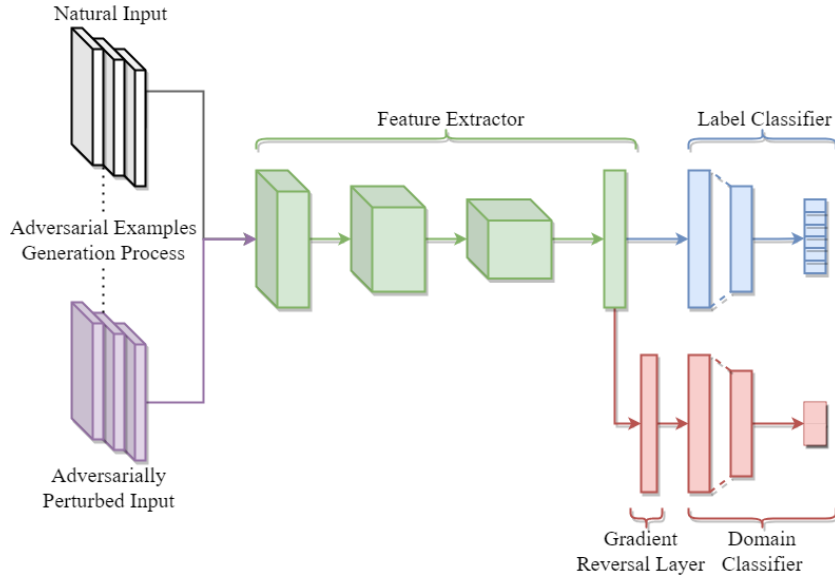 Natural Input
Feature Extractor
Label Classifier
Adversarial Examples
Generation Process
Adversarially
Perturbed Input
Gradient
Reversal Layer
Domain
Classifier